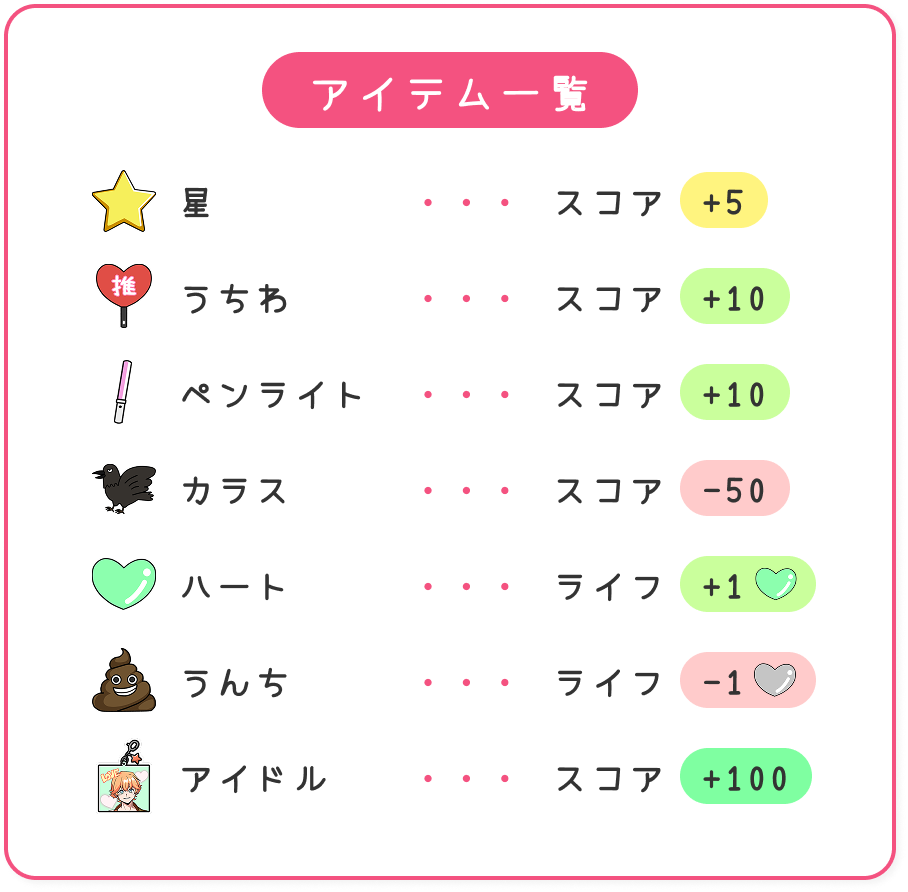 アイテム一覧
星 ・・・ スコア +5
推
うちわ ・・・ スコア +10
ペンライト ・・・ スコア +10
カラス ・・・ スコア -50
ハート ・・・ ライフ +1
うんち ・・・ ライフ -1
アイドル ・・・ スコア +100